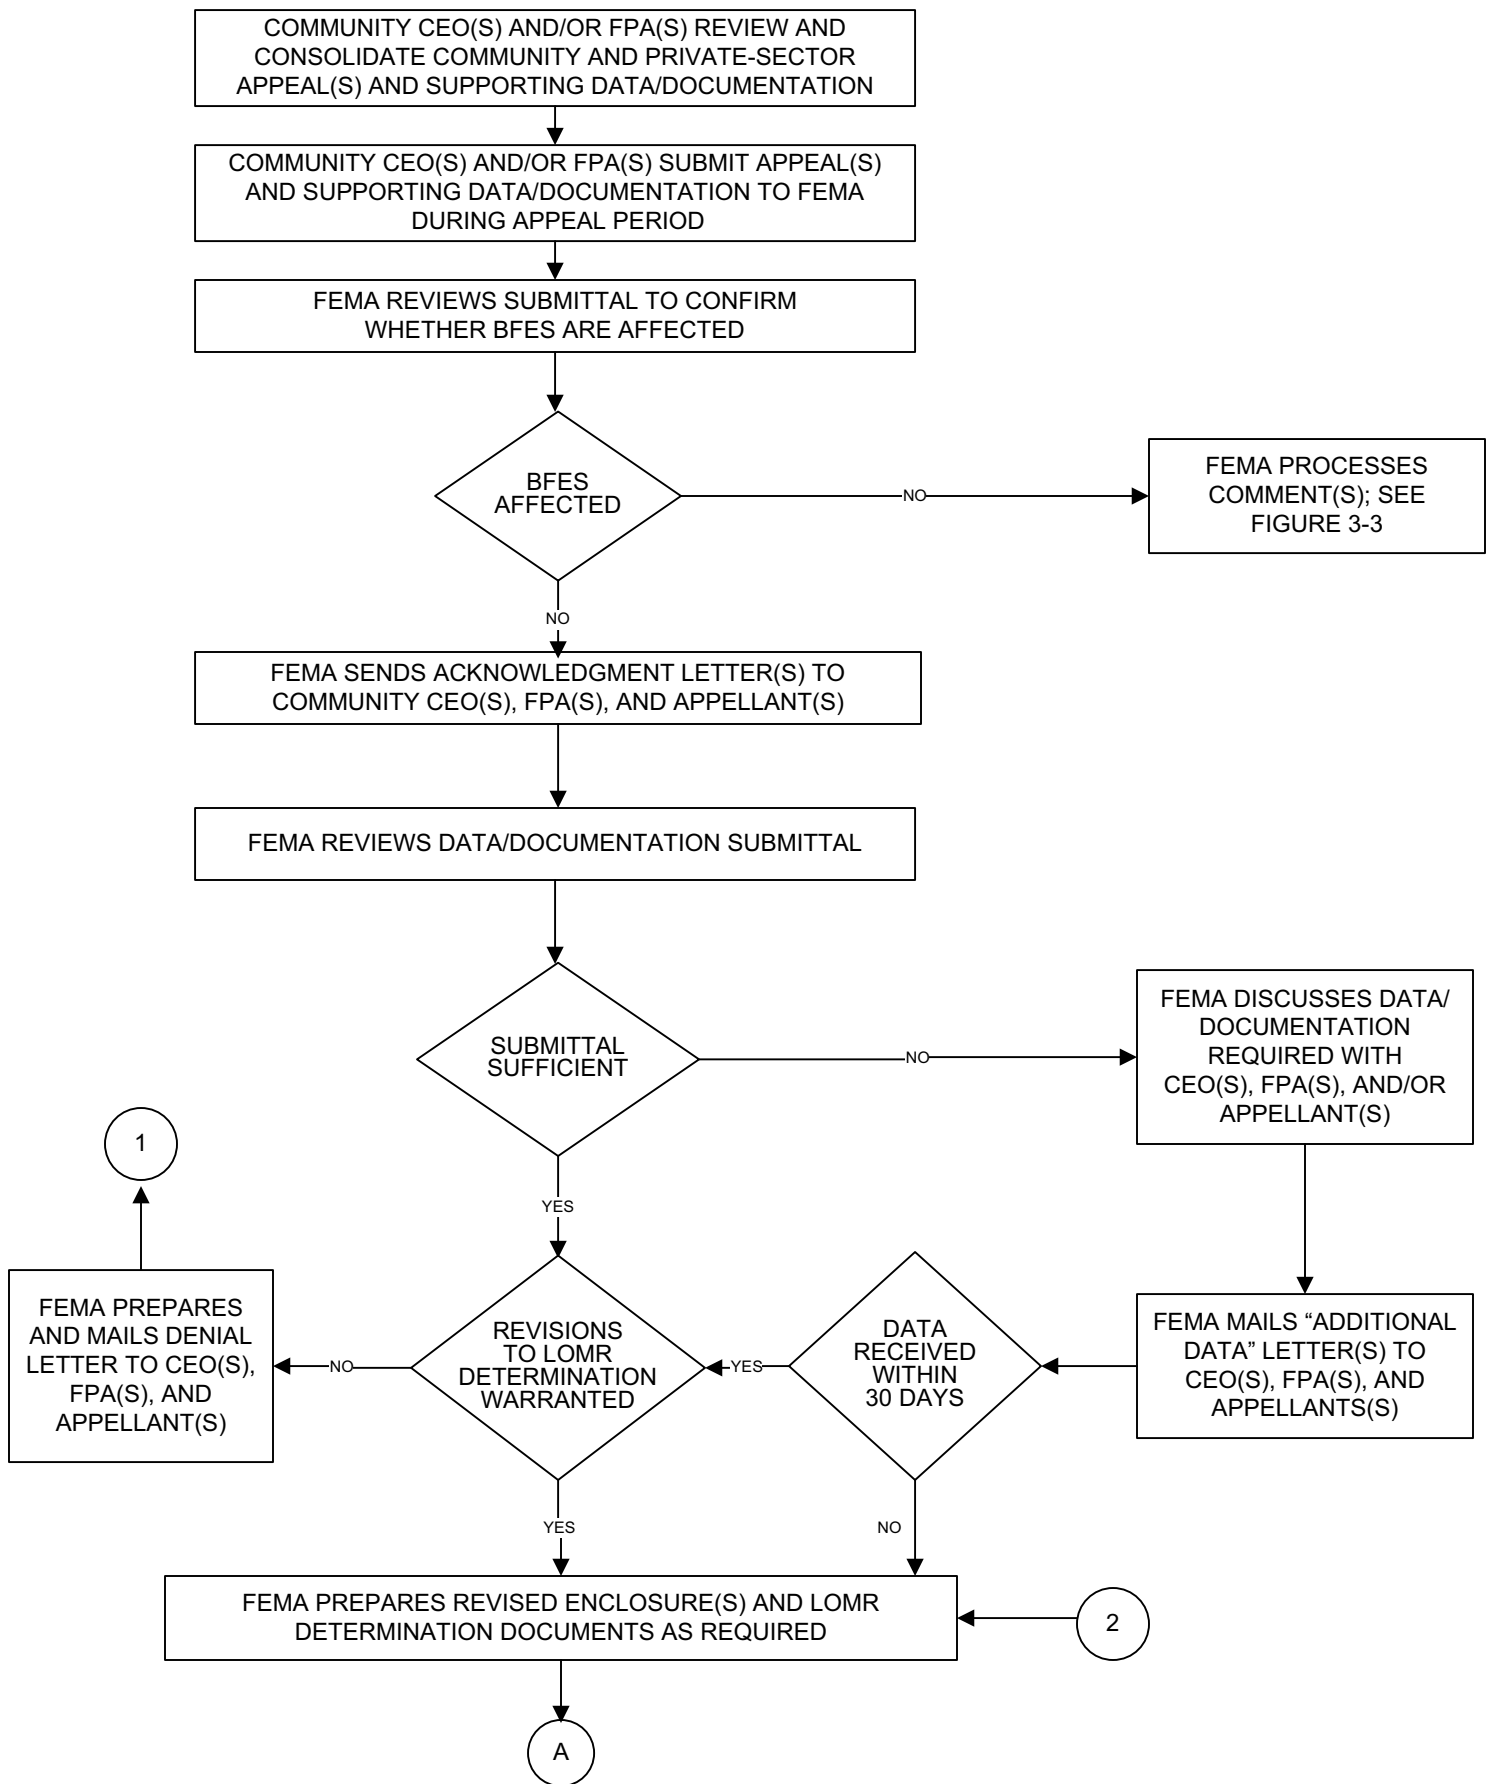 COMMUNITY CEO(S) AND/OR FPA(S) REVIEW AND
CONSOLIDATE COMMUNITY AND PRIVATE-SECTOR
APPEAL(S) AND SUPPORTING DATA/DOCUMENTATION
COMMUNITY CEO(S) AND/OR FPA(S) SUBMIT APPEAL(S)
AND SUPPORTING DATA/DOCUMENTATION TO FEMA
DURING APPEAL PERIOD
FEMA REVIEWS SUBMITTAL TO CONFIRM
WHETHER BFES ARE AFFECTED
BFES
AFFECTED
NO
FEMA PROCESSES
COMMENT(S); SEE
FIGURE 3-3
NO
FEMA SENDS ACKNOWLEDGMENT LETTER(S) TO
COMMUNITY CEO(S), FPA(S), AND APPELLANT(S)
FEMA REVIEWS DATA/DOCUMENTATION SUBMITTAL
SUBMITTAL
SUFFICIENT
NO
FEMA DISCUSSES DATA/
DOCUMENTATION
REQUIRED WITH
CEO(S), FPA(S), AND/OR
APPELLANT(S)
1
YES
FEMA PREPARES
AND MAILS DENIAL
LETTER TO CEO(S),
FPA(S), AND
APPELLANT(S)
NO
REVISIONS
TO LOMR
DETERMINATION
WARRANTED
YES
DATA
RECEIVED
WITHIN
30 DAYS
FEMA MAILS “ADDITIONAL
DATA” LETTER(S) TO
CEO(S), FPA(S), AND
APPELLANTS(S)
YES
NO
FEMA PREPARES REVISED ENCLOSURE(S) AND LOMR
DETERMINATION DOCUMENTS AS REQUIRED
2
A